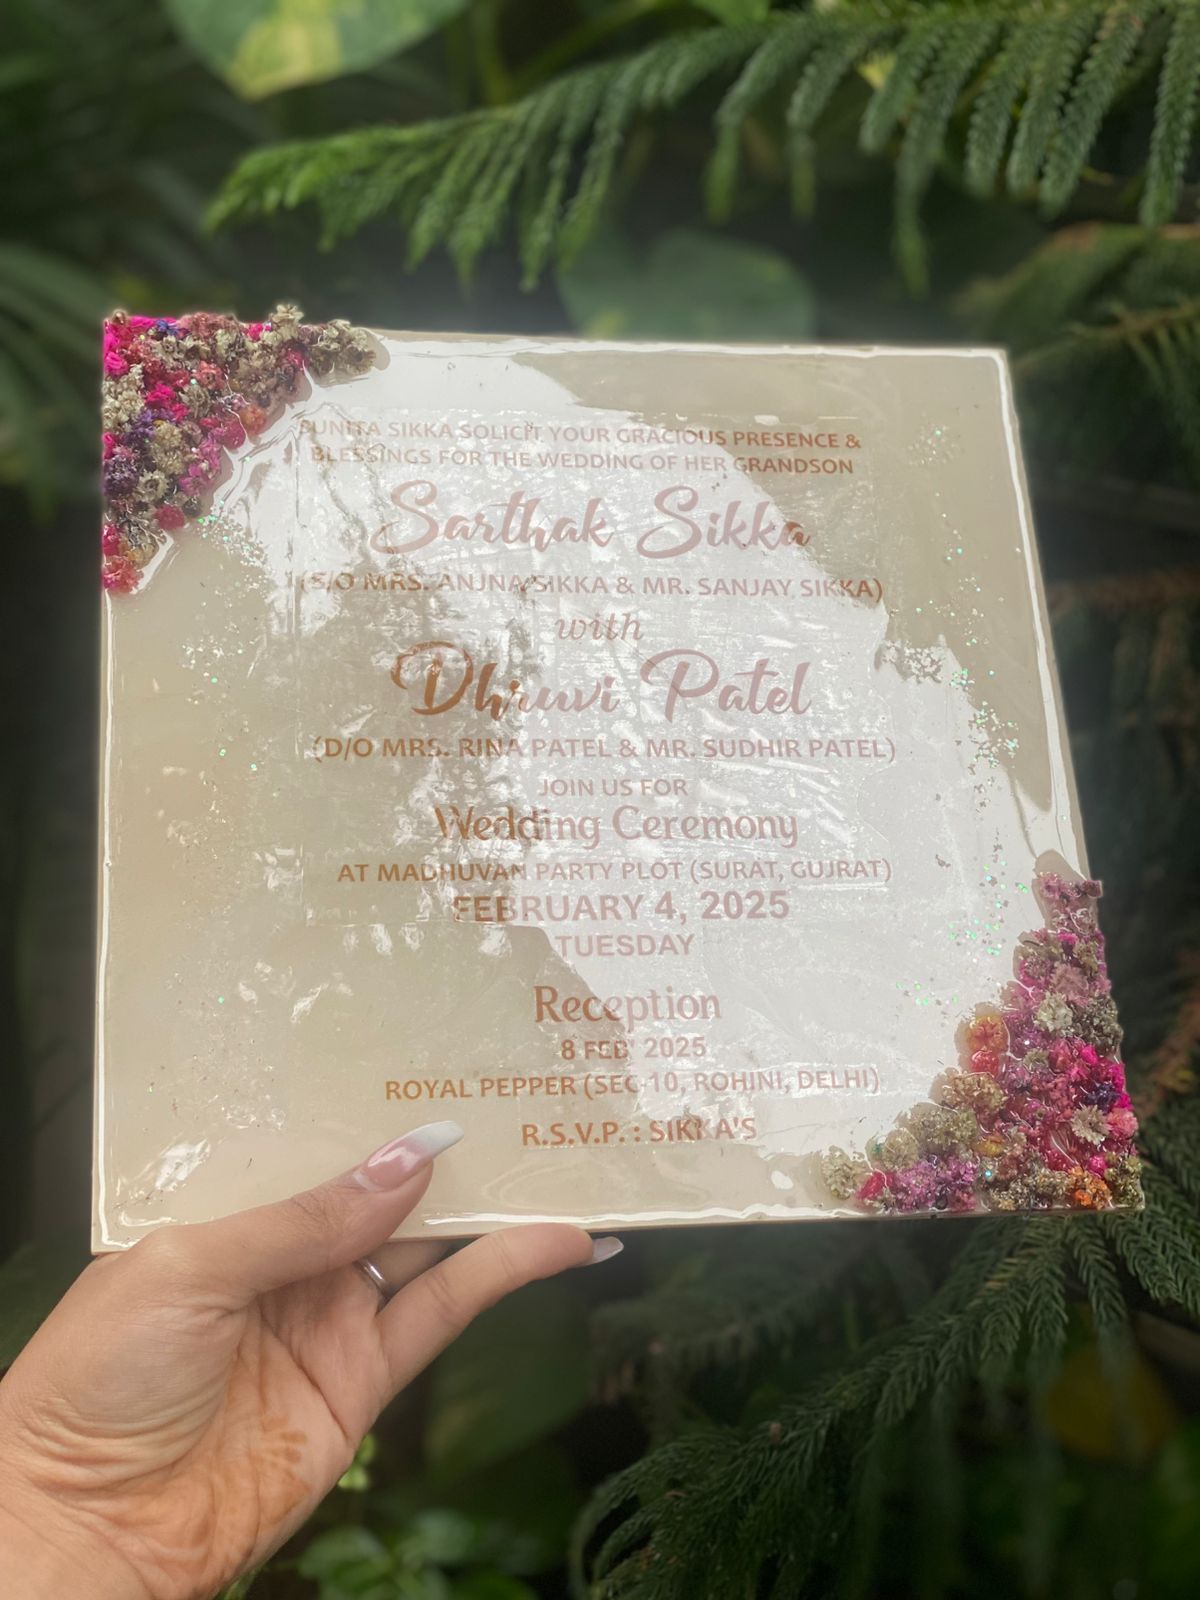 SUNITA SIKKA SOLICIT YOUR GRACIOUS PRESENCE &
BLESSINGS FOR THE WEDDING OF HER GRANDSON
Sarthak Sikka
(S/O MRS. ANJNA SIKKA & MR. SANJAY SIKKA)
with
Dhruvi Patel
(D/O MRS. RINA PATEL & MR. SUDHIR PATEL)
JOIN US FOR
Wedding Ceremony
AT MADHUVAN PARTY PLOT (SURAT, GUJRAT)
FEBRUARY 4, 2025
TUESDAY
Reception
8 FEB' 2025
ROYAL PEPPER (SEC-10, ROHINI, DELHI)
R.S.V.P. : SIKKA'S